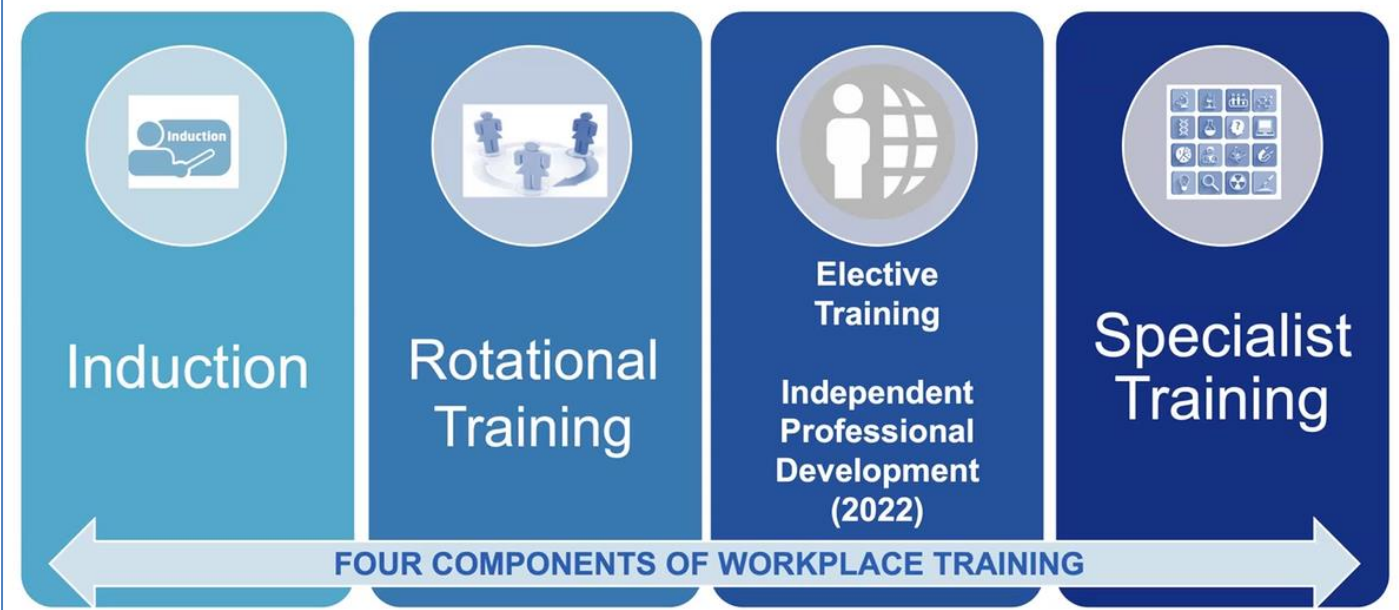 Induction
Induction
Rotational
Training
Elective
Training
Independent
Professional
Development
(2022)
Specialist
Training
FOUR COMPONENTS OF WORKPLACE TRAINING